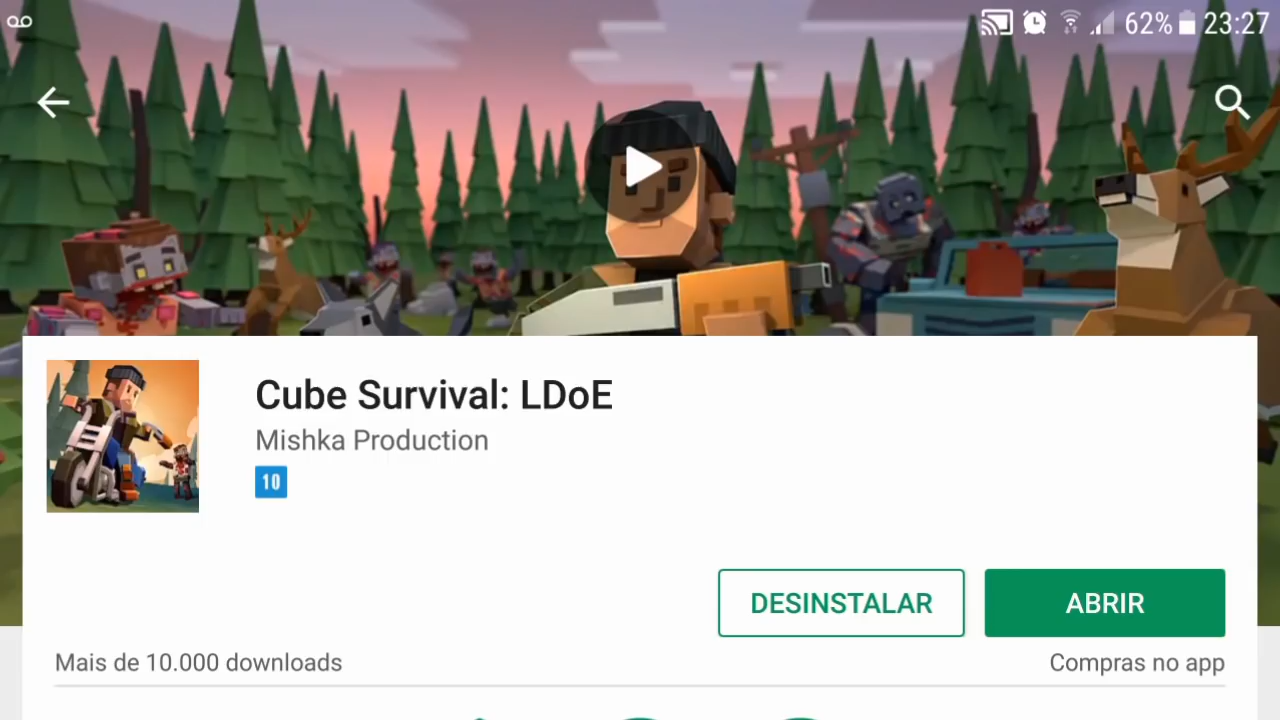 62% 23:27
Cube Survival: LDoE
Mishka Production
10
DESINSTALAR
ABRIR
Mais de 10.000 downloads
Compras no app